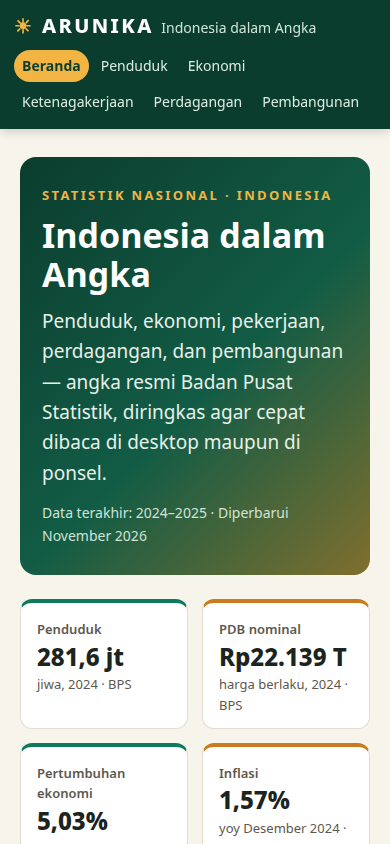 ☀ ARUNIKA Indonesia dalam Angka
Beranda Penduduk Ekonomi
Ketenagakerjaan Perdagangan Pembangunan
STATISTIK NASIONAL · INDONESIA
Indonesia dalam
Angka
Penduduk, ekonomi, pekerjaan,
perdagangan, dan pembangunan
— angka resmi Badan Pusat
Statistik, diringkas agar cepat
dibaca di desktop maupun di
ponsel.
Data terakhir: 2024–2025 · Diperbarui
November 2026
Penduduk
281,6 jt
jiwa, 2024 · BPS
PDB nominal
Rp22.139 T
harga berlaku, 2024 ·
BPS
Pertumbuhan
ekonomi
5,03%
Inflasi
1,57%
yoy Desember 2024 ·